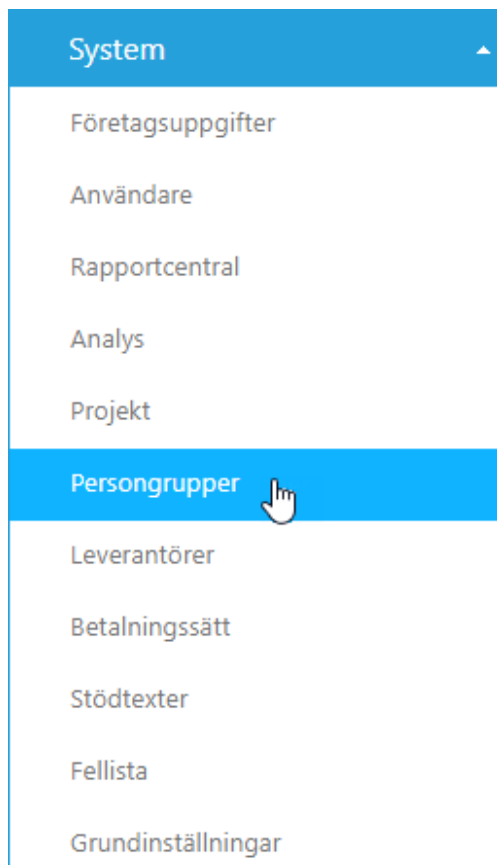 System
Företagsuppgifter
Användare
Rapportcentral
Analys
Projekt
Persongrupper
Leverantörer
Betalningssätt
Stödtexter
Fellista
Grundinställningar